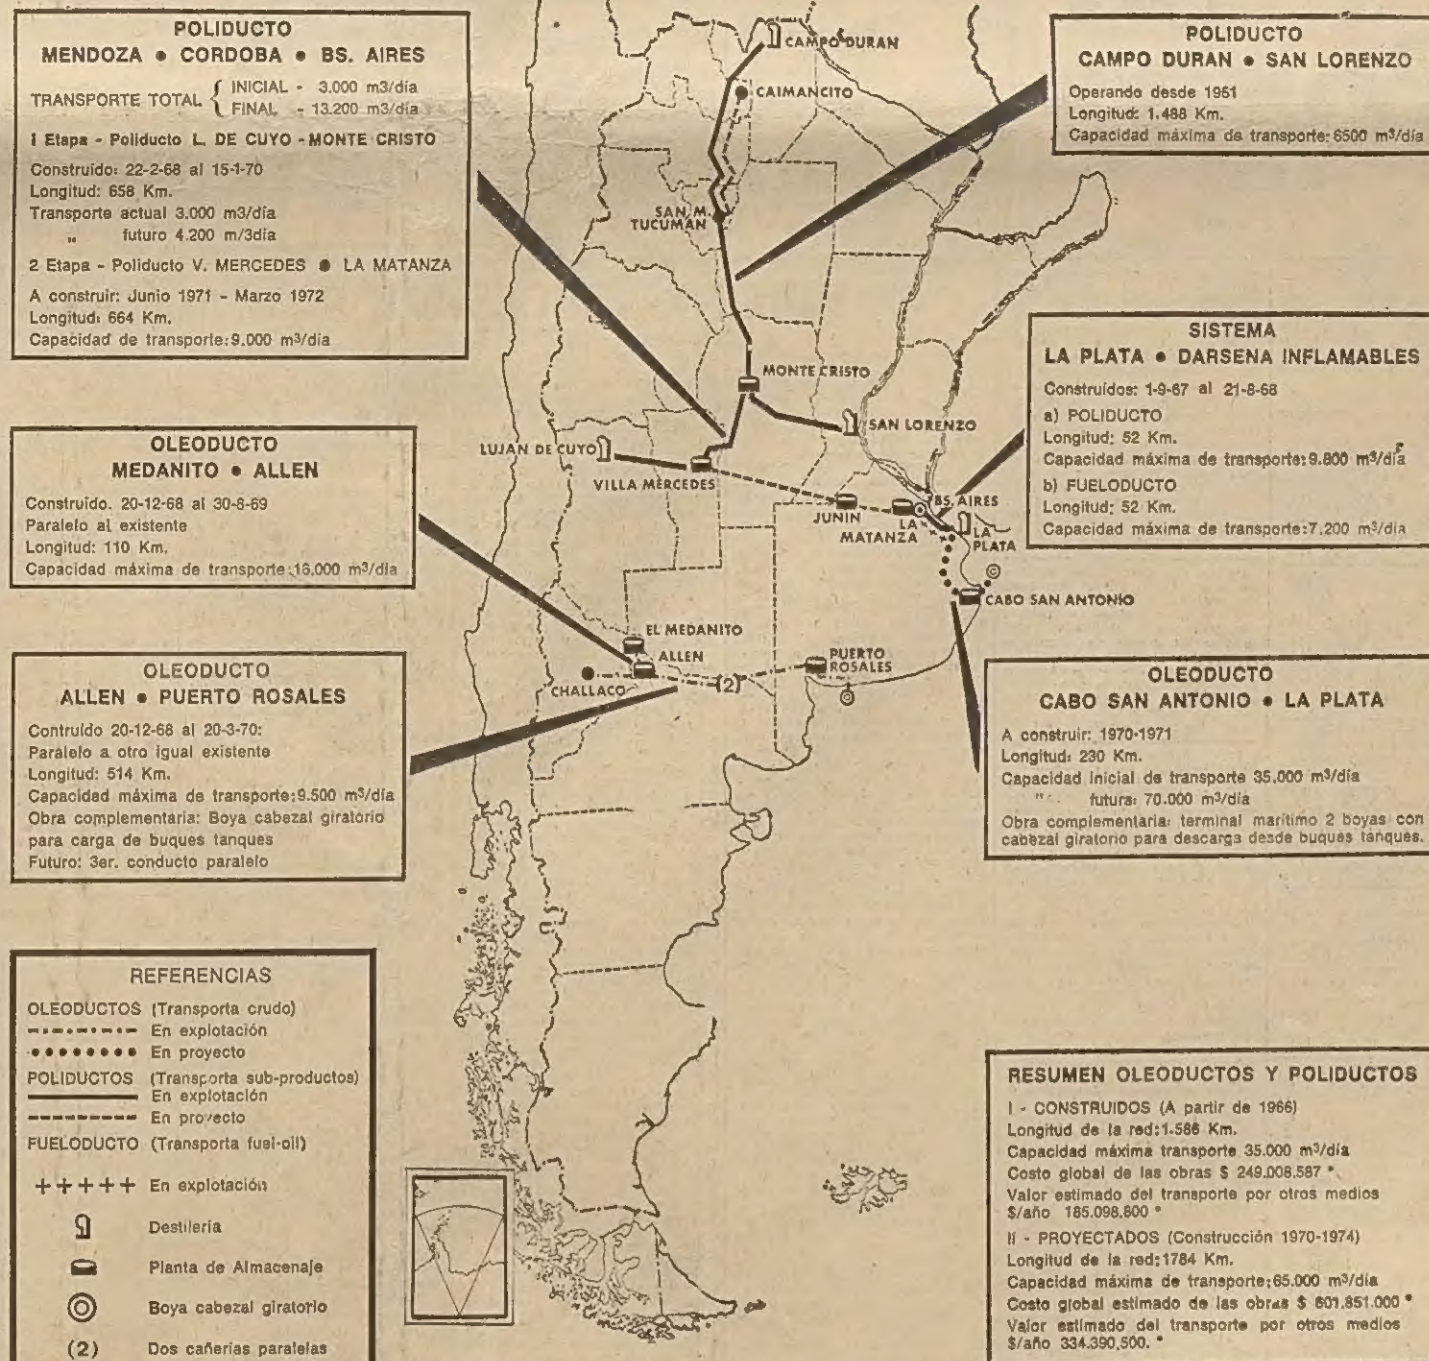 POLIDUCTO
MENDOZA ● CORDOBA ● BS. AIRES
TRANSPORTE TOTAL { INICIAL - 3.000 m3/día
FINAL - 13.200 m3/día
I Etapa - Poliducto L. DE CUYO - MONTE CRISTO
Construído: 22-2-68 al 15-1-70
Longitud: 658 Km.
Transporte actual 3.000 m3/día
" futuro 4.200 m/3día
2 Etapa - Poliducto V. MERCEDES ● LA MATANZA
A construir: Junio 1971 - Marzo 1972
Longitud: 664 Km.
Capacidad de transporte: 9.000 m³/día
OLEODUCTO
MEDANITO ● ALLEN
Construído. 20-12-68 al 30-8-69
Paralelo al existente
Longitud: 110 Km.
Capacidad máxima de transporte: 16.000 m³/día
OLEODUCTO
ALLEN ● PUERTO ROSALES
Contruído 20-12-68 al 20-3-70:
Paralelo a otro igual existente
Longitud: 514 Km.
Capacidad máxima de transporte: 9.500 m³/día
Obra complementaria: Boya cabezal giratorio
para carga de buques tanques
Futuro: 3er. conducto paralelo
REFERENCIAS
OLEODUCTOS (Transporta crudo)
En explotación
En proyecto
POLIDUCTOS (Transporta sub-productos)
En explotación
En proyecto
FUELODUCTO (Transporta fuel-oil)
+++++ En explotación
Destilería
Planta de Almacenaje
Boya cabezal giratorio
(2) Dos cañerías paralelas
CAMPO DURAN
CAIMANCITO
SAN M.
TUCUMAN
MONTE CRISTO
SAN LORENZO
LUJAN DE CUYO
VILLA MERCEDES
JUNIN
BS. AIRES
LA
MATANZA
LA
PLATA
CABO SAN ANTONIO
EL MEDANITO
ALLEN
CHALLACO
(2)
PUERTO
ROSALES
POLIDUCTO
CAMPO DURAN ● SAN LORENZO
Operando desde 1961
Longitud: 1.488 Km.
Capacidad máxima de transporte: 6500 m³/día
SISTEMA
LA PLATA ● DARSENA INFLAMABLES
Construídos: 1-9-67 al 21-8-68
a) POLIDUCTO
Longitud: 52 Km.
Capacidad máxima de transporte: 9.800 m³/día
b) FUELODUCTO
Longitud: 52 Km.
Capacidad máxima de transporte: 7.200 m³/día
OLEODUCTO
CABO SAN ANTONIO ● LA PLATA
A construir: 1970-1971
Longitud: 230 Km.
Capacidad inicial de transporte 35.000 m³/día
" futura: 70.000 m³/día
Obra complementaria: terminal marítimo 2 boyas con
cabezal giratorio para descarga desde buques tanques.
RESUMEN OLEODUCTOS Y POLIDUCTOS
I - CONSTRUIDOS (A partir de 1966)
Longitud de la red: 1.586 Km.
Capacidad máxima transporte 35.000 m³/día
Costo global de las obras $ 249.008.587 *
Valor estimado del transporte por otros medios
$/año 185.098.800 *
II - PROYECTADOS (Construcción 1970-1974)
Longitud de la red: 1784 Km.
Capacidad máxima de transporte: 65.000 m³/día
Costo global estimado de las obras $ 601.851.000 *
Valor estimado del transporte por otros medios
$/año 334.390.500. *